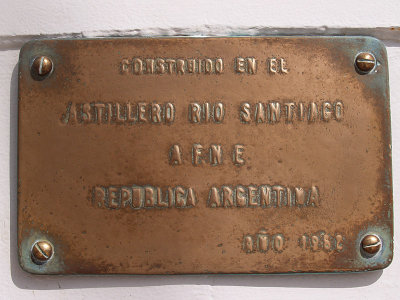 CONSTRUIDO EN EL
ASTILLERO RIO SANTIAGO
A F N E
REPUBLICA ARGENTINA
AÑO